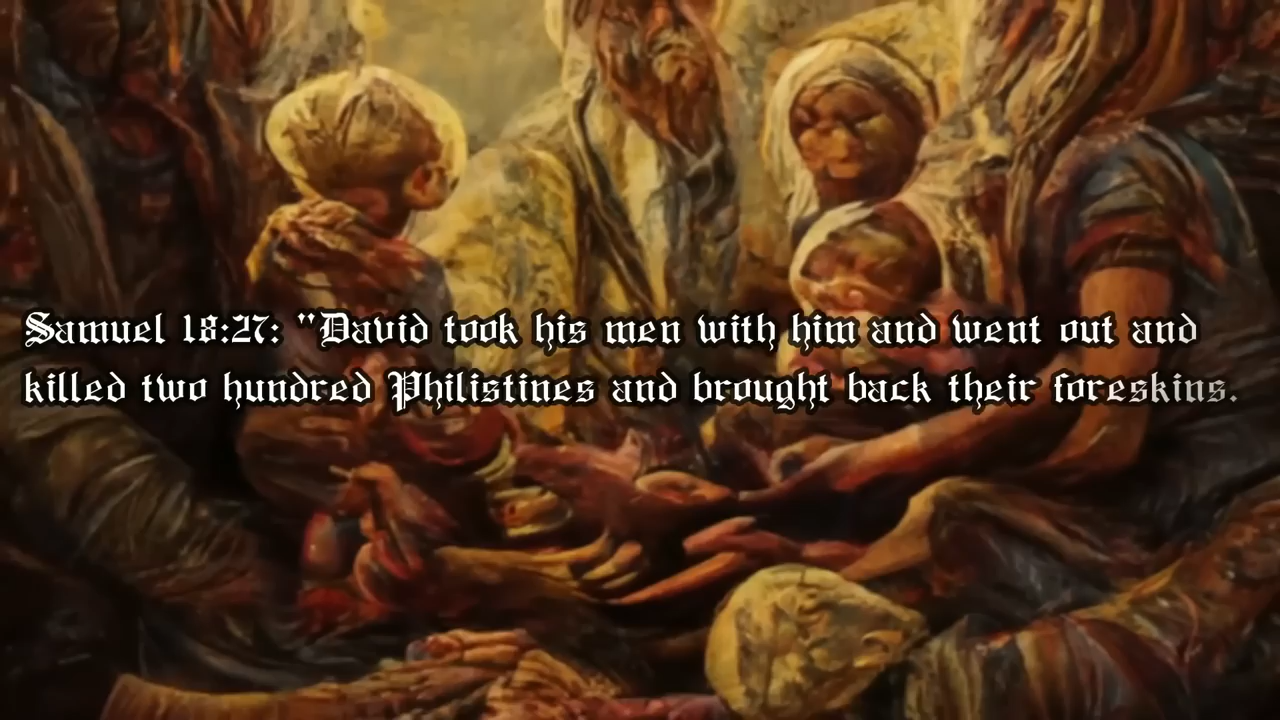 Samuel 18:27: "David took his men with him and went out and
killed two hundred Philistines and brought back their foreskins.